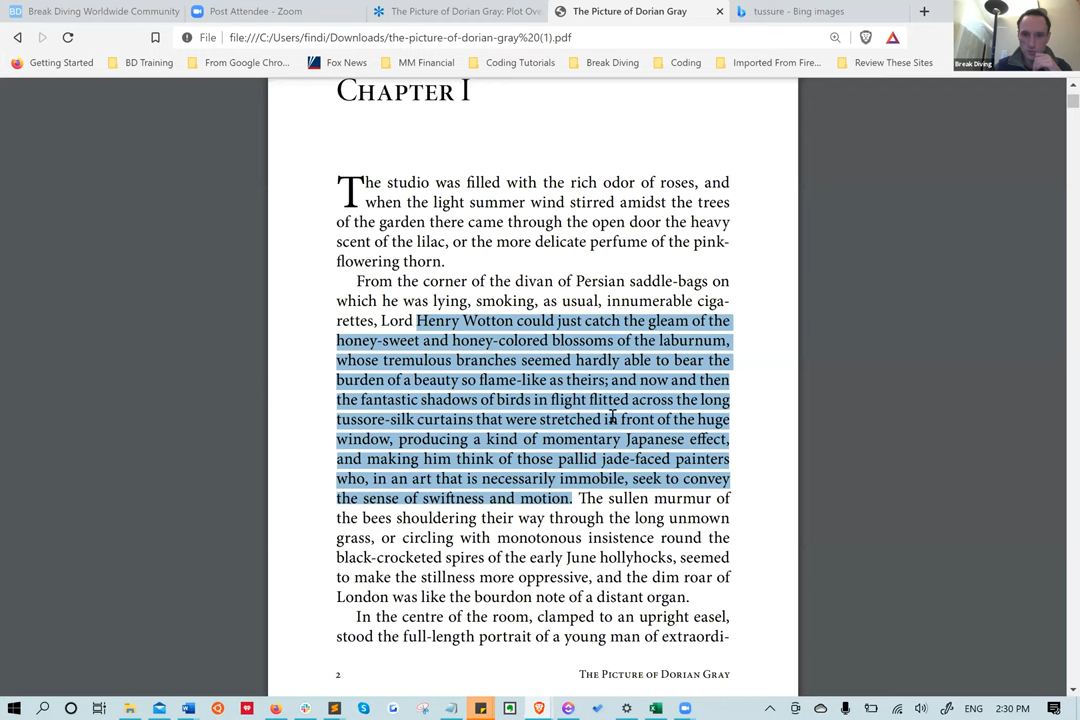 BD Break Diving Worldwide Community
Post Attendee - Zoom
The Picture of Dorian Gray: Plot Ove
The Picture of Dorian Gray
tussure - Bing images
File
file:///C:/Users/findi/Downloads/the-picture-of-dorian-gray%20(1).pdf
Getting Started
BD Training
From Google Chro...
Fox News
MM Financial
Coding Tutorials
Break Diving
Coding
Imported From Fire...
Review These Sites
Break Diving
Chapter I
The studio was filled with the rich odor of roses, and
when the light summer wind stirred amidst the trees
of the garden there came through the open door the heavy
scent of the lilac, or the more delicate perfume of the pink-
flowering thorn.
From the corner of the divan of Persian saddle-bags on
which he was lying, smoking, as usual, innumerable ciga-
rettes, Lord Henry Wotton could just catch the gleam of the
honey-sweet and honey-colored blossoms of the laburnum,
whose tremulous branches seemed hardly able to bear the
burden of a beauty so flame-like as theirs; and now and then
the fantastic shadows of birds in flight flitted across the long
tussore-silk curtains that were stretched in front of the huge
window, producing a kind of momentary Japanese effect,
and making him think of those pallid jade-faced painters
who, in an art that is necessarily immobile, seek to convey
the sense of swiftness and motion. The sullen murmur of
the bees shouldering their way through the long unmown
grass, or circling with monotonous insistence round the
black-crocketed spires of the early June hollyhocks, seemed
to make the stillness more oppressive, and the dim roar of
London was like the bourdon note of a distant organ.
In the centre of the room, clamped to an upright easel,
stood the full-length portrait of a young man of extraordi-
2
The Picture of Dorian Gray
ENG
2:30 PM